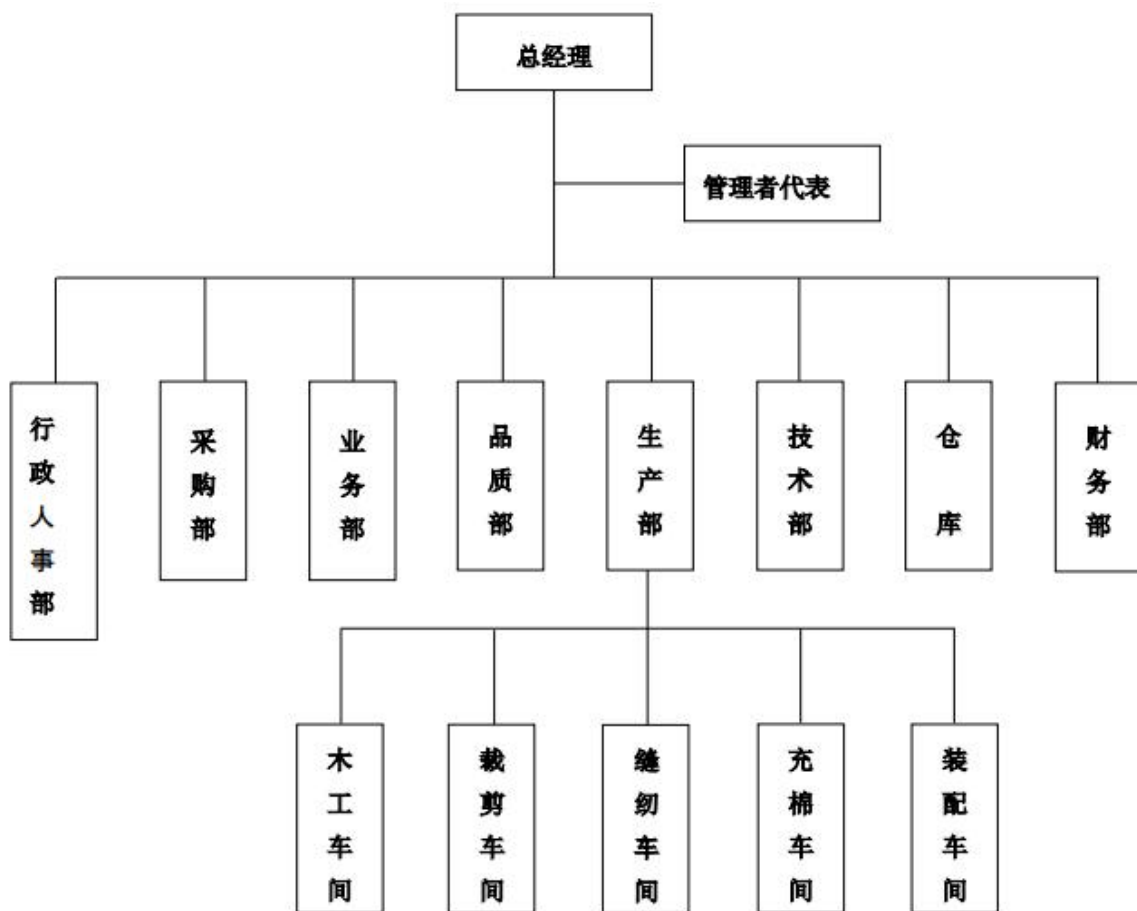 总经理
管理者代表
行政人事部
采购部
业务部
品质部
生产部
技术部
仓库
财务部
木工车间
裁剪车间
缝纫车间
充棉车间
装配车间